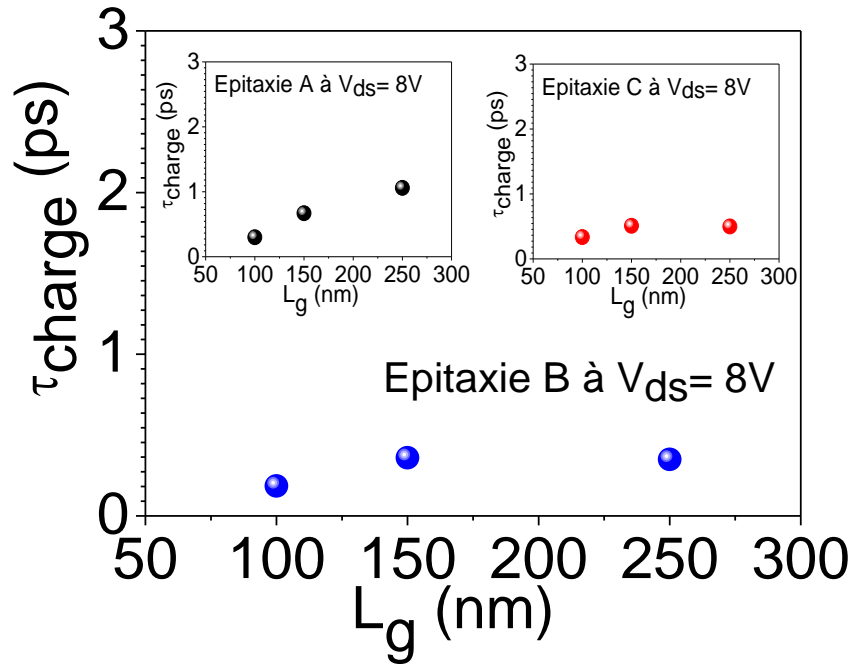 3
2
1
0
τcharge (ps)
50 100 150 200 250 300
Lg (nm)
Epitaxie B à Vds= 8V
3
2
1
0
τcharge (ps)
Epitaxie A à Vds= 8V
50 100 150 200 250 300
Lg (nm)
3
2
1
0
τcharge (ps)
Epitaxie C à Vds= 8V
50 100 150 200 250 300
Lg (nm)